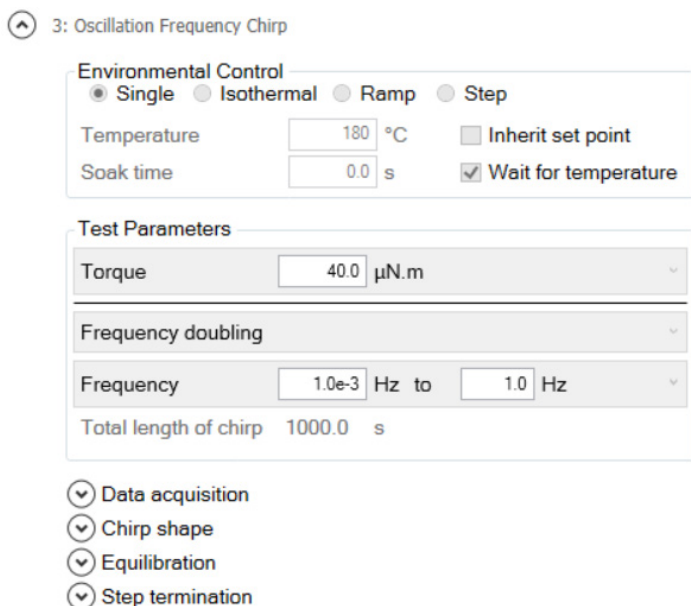 3: Oscillation Frequency Chirp
Environmental Control
Single Isothermal Ramp Step
Temperature 180 °C Inherit set point
Soak time 0.0 s Wait for temperature
Test Parameters
Torque 40.0 µN.m
Frequency doubling
Frequency 1.0e-3 Hz to 1.0 Hz
Total length of chirp 1000.0 s
Data acquisition
Chirp shape
Equilibration
Step termination